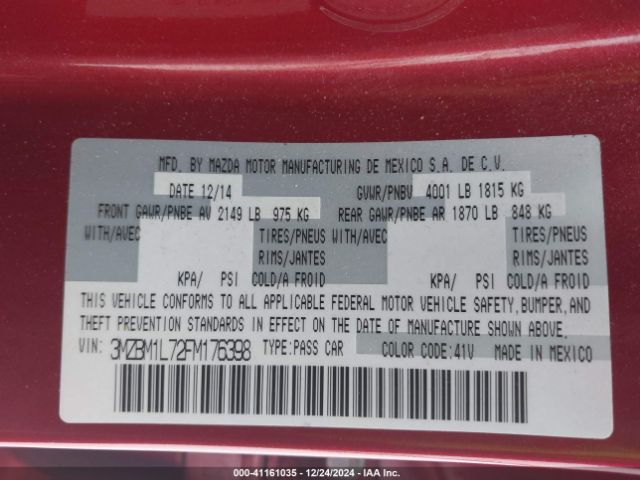 MFD. BY MAZDA MOTOR MANUFACTURING DE MEXICO S.A. DE C.V.
DATE 12/14 GVWR/PNBV 4001 LB 1815 KG
FRONT GAWR/PNBE AV 2149 LB 975 KG REAR GAWR/PNBE AR 1870 LB 848 KG
WITH/AVEC TIRES/PNEUS WITH/AVEC TIRES/PNEUS
RIMS/JANTES RIMS/JANTES
KPA/ PSI COLD/A FROID KPA/ PSI COLD/A FROID
THIS VEHICLE CONFORMS TO ALL APPLICABLE FEDERAL MOTOR VEHICLE SAFETY, BUMPER, AND
THEFT PREVENTION STANDARDS IN EFFECT ON THE DATE OF MANUFACTURE SHOWN ABOVE.
VIN: 3MZBM1L72FM176398 TYPE:PASS CAR COLOR CODE:41V MADE IN MEXICO
000-41161035 - 12/24/2024 - IAA Inc.